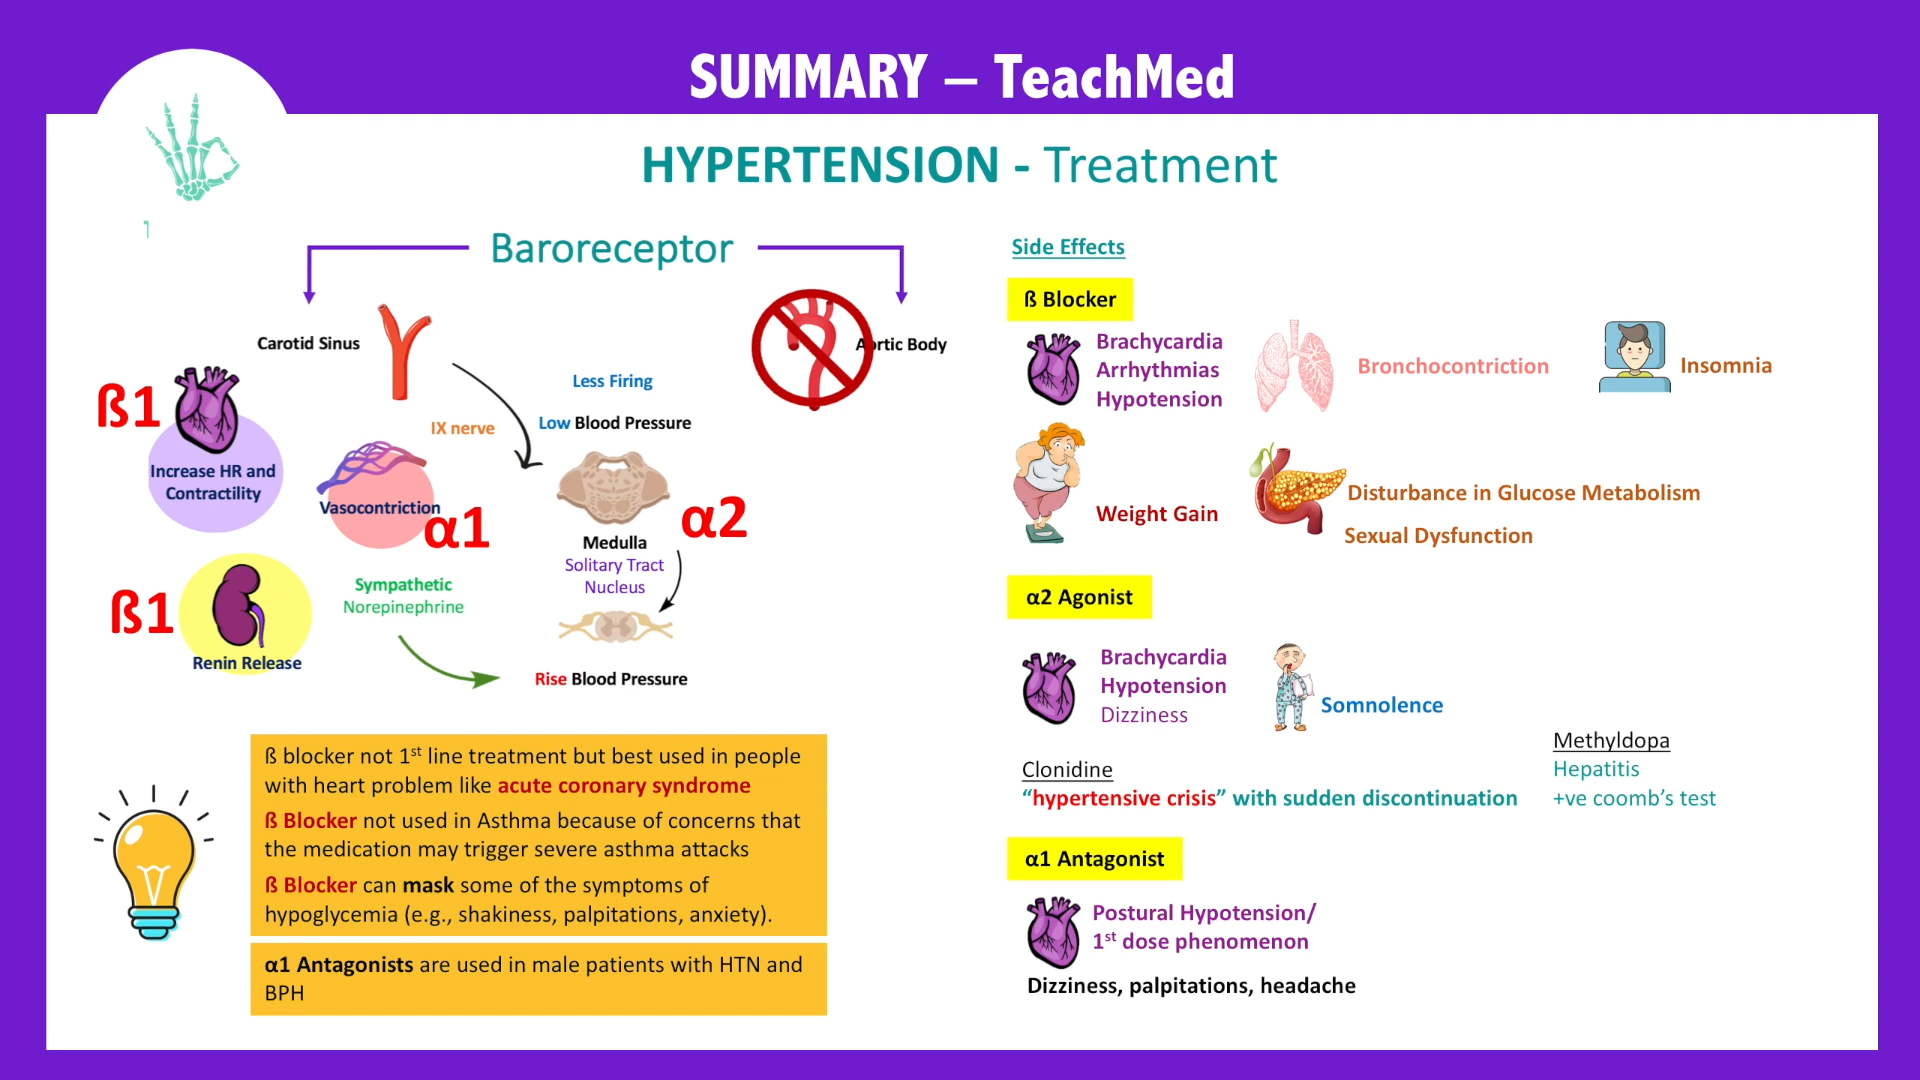 SUMMARY – TeachMed
HYPERTENSION - Treatment
Baroreceptor
Carotid Sinus
Aortic Body
Less Firing
Low Blood Pressure
IX nerve
ß1
Increase HR and
Contractility
Vasocontriction
α1
α2
Medulla
Solitary Tract
Nucleus
ß1
Renin Release
Sympathetic
Norepinephrine
Rise Blood Pressure
ß blocker not 1st line treatment but best used in people
with heart problem like acute coronary syndrome
ß Blocker not used in Asthma because of concerns that
the medication may trigger severe asthma attacks
ß Blocker can mask some of the symptoms of
hypoglycemia (e.g., shakiness, palpitations, anxiety).
α1 Antagonists are used in male patients with HTN and
BPH
Side Effects
ß Blocker
Brachycardia
Arrhythmias
Hypotension
Bronchocontriction
Insomnia
Weight Gain
Disturbance in Glucose Metabolism
Sexual Dysfunction
α2 Agonist
Brachycardia
Hypotension
Dizziness
Somnolence
Clonidine
“hypertensive crisis” with sudden discontinuation
Methyldopa
Hepatitis
+ve coomb’s test
α1 Antagonist
Postural Hypotension/
1st dose phenomenon
Dizziness, palpitations, headache